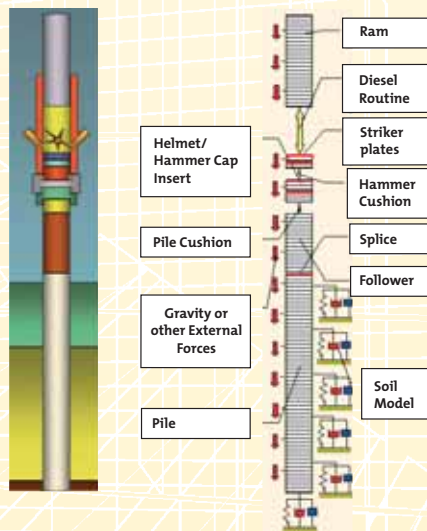 Ram
Diesel
Routine
Striker
plates
Helmet/
Hammer Cap
Insert
Hammer
Cushion
Pile Cushion
Splice
Follower
Gravity or
other External
Forces
Soil
Model
Pile